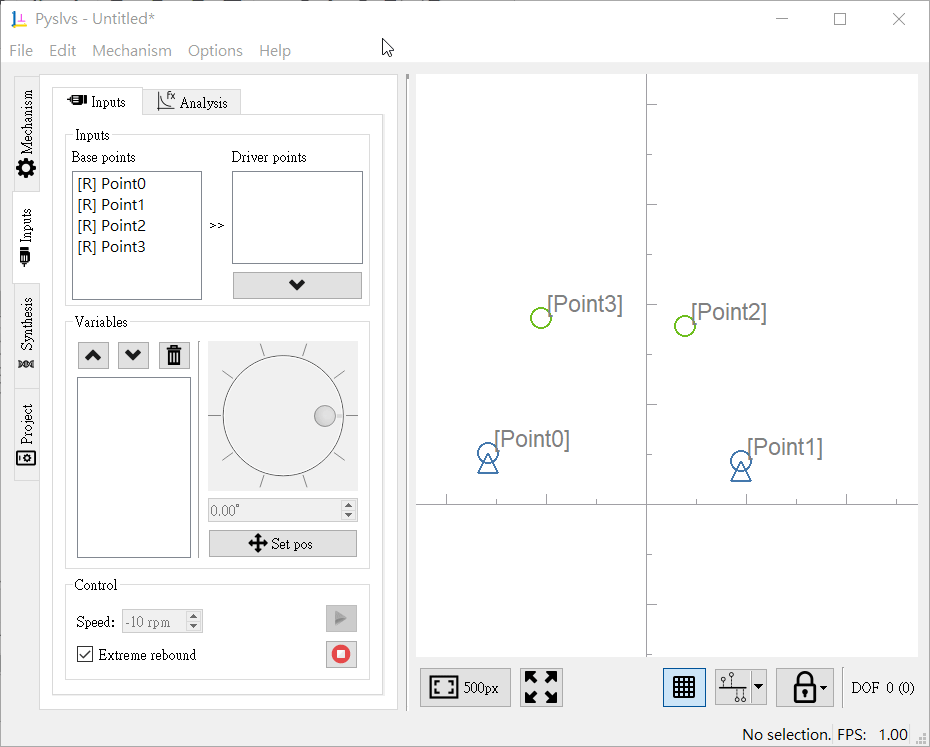 Pyslvs - Untitled*
File Edit Mechanism Options Help
Mechanism
Inputs
Synthesis
Project
Inputs
fx Analysis
Inputs
Base points
Driver points
[R] Point0
[R] Point1
[R] Point2
[R] Point3
>>
Variables
0.00°
Set pos
Control
Speed: -10 rpm
Extreme rebound
[Point3]
[Point2]
[Point0]
[Point1]
500px
DOF 0 (0)
No selection. FPS: 1.00